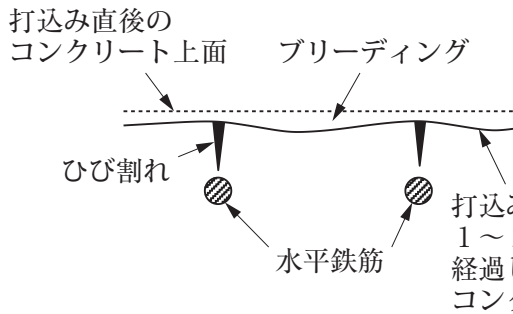 打込み直後の
コンクリート上面
ブリーディング
ひび割れ
水平鉄筋
打込
1～
経過
コン